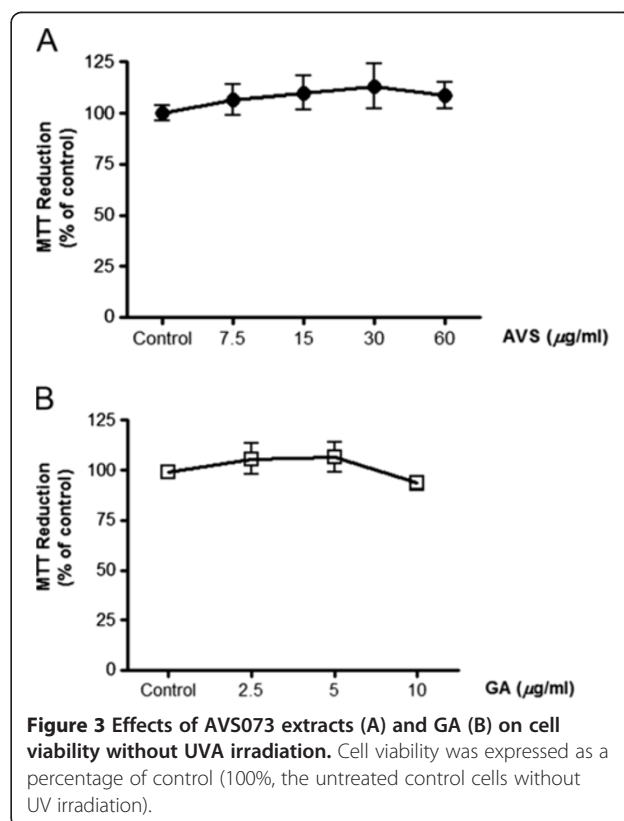 A
MTT Reduction
(% of control)
125
100
75
50
25
0
Control 7.5 15 30 60 AVS (μg/ml)
B
MTT Reduction
(% of control)
125
100
75
50
25
0
Control 2.5 5 10 GA (μg/ml)
Figure 3 Effects of AVS073 extracts (A) and GA (B) on cell
viability without UVA irradiation. Cell viability was expressed as a
percentage of control (100%, the untreated control cells without
UV irradiation).